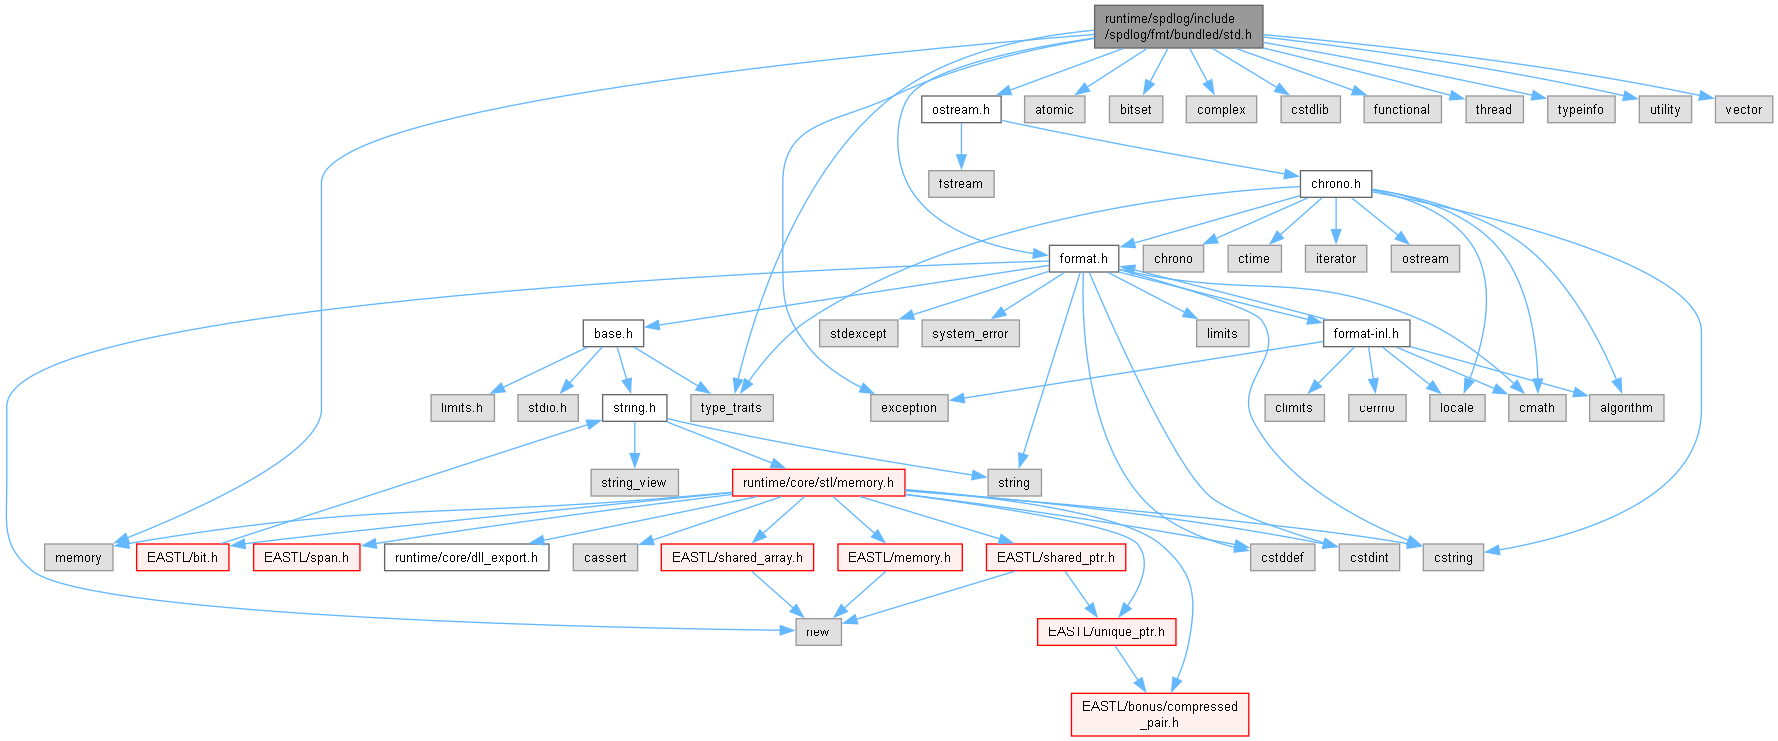 runtime/spdlog/include
/spdlog/fmt/bundled/std.h
ostream.h
atomic
bitset
complex
cstdlib
functional
thread
typeinfo
utility
vector
fstream
chrono.h
format.h
chrono
ctime
iterator
ostream
base.h
stdexcept
system_error
limits
format-inl.h
limits.h
stdio.h
string.h
type_traits
exception
climits
cerrno
locale
cmath
algorithm
string_view
runtime/core/stl/memory.h
string
memory
EASTL/bit.h
EASTL/span.h
runtime/core/dll_export.h
cassert
EASTL/shared_array.h
EASTL/memory.h
EASTL/shared_ptr.h
cstddef
cstdint
cstring
new
EASTL/unique_ptr.h
EASTL/bonus/compressed
_pair.h